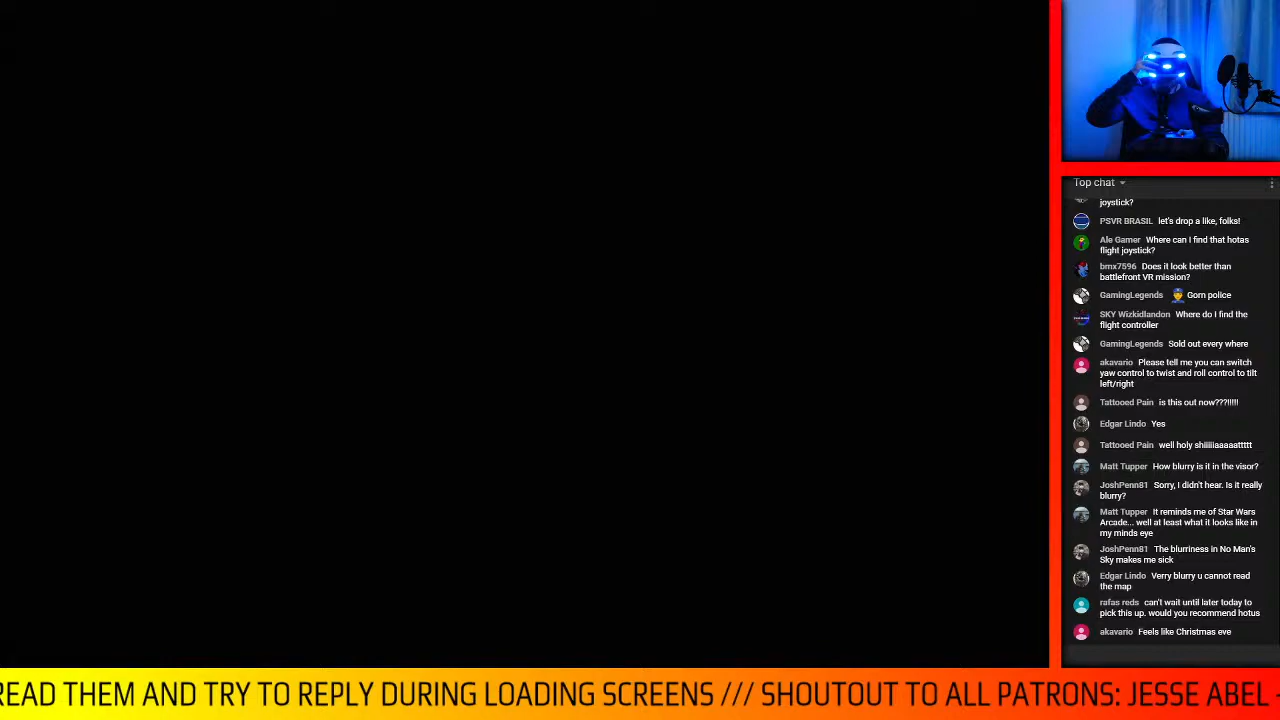 Top chat
joystick?
PSVR BRASIL let's drop a like, folks!
Ale Gamer Where can I find that hotas
flight joystick?
bmx7596 Does it look better than
battlefront VR mission?
GamingLegends 👮 Gorn police
SKY Wizkidlandon Where do I find the
flight controller
GamingLegends Sold out every where
akavario Please tell me you can switch
yaw control to twist and roll control to tilt
left/right
Tattooed Pain is this out now???!!!!!
Edgar Lindo Yes
Tattooed Pain well holy shiiiiiaaaaattttt
Matt Tupper How blurry is it in the visor?
JoshPenn81 Sorry, I didn't hear. Is it really
blurry?
Matt Tupper It reminds me of Star Wars
Arcade... well at least what it looks like in
my minds eye
JoshPenn81 The blurriness in No Man's
Sky makes me sick
Edgar Lindo Verry blurry u cannot read
the map
rafas reds can't wait until later today to
pick this up. would you recommend hotus
akavario Feels like Christmas eve
READ THEM AND TRY TO REPLY DURING LOADING SCREENS /// SHOUTOUT TO ALL PATRONS: JESSE ABEL -